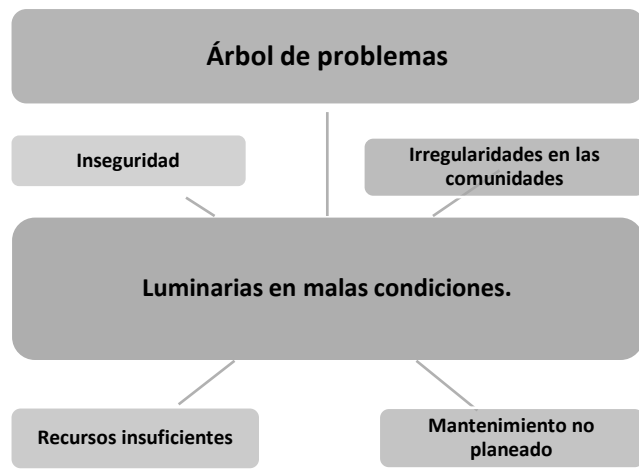 Árbol de problemas
Inseguridad
Irregularidades en las
comunidades
Luminarias en malas condiciones.
Recursos insuficientes
Mantenimiento no
planeado